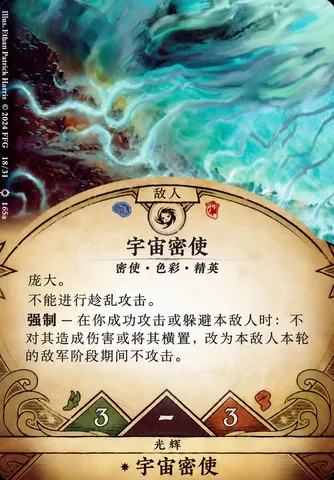 Illus. Ethan Patrick Harris © 2024 FFG 18/31 165a
敌人
宇宙密使
密使·色彩·精英
庞大。
不能进行趁乱攻击。
强制 – 在你成功攻击或躲避本敌人时：不
对其造成伤害或将其横置，改为本敌人本轮
的敌军阶段期间不攻击。
3
–
3
光辉
宇宙密使